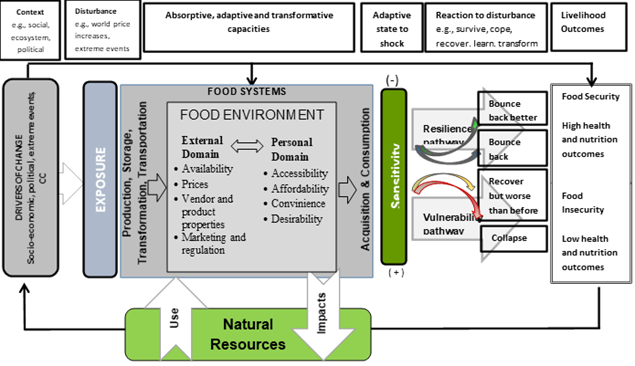 Context
e.g., social,
ecosystem,
political
Disturbance
e.g., world price
increases,
extreme events
Absorptive, adaptive and transformative
capacities
Adaptive
state to
shock
Reaction to disturbance
e.g., survive, cope,
recover. learn. transform
Livelihood
Outcomes
DRIVERS OF CHANGE
Socio-economic, political, extreme events,
CC
EXPOSURE
FOOD SYSTEMS
Production, Storage,
Transformation, Transportation
FOOD ENVIRONMENT
External
Domain
• Availability
• Prices
• Vendor and
product
properties
• Marketing and
regulation
Personal
Domain
• Accessibility
• Affordability
• Convinience
• Desirability
Acquisition & Consumption
(-)
Sensitivity
(+)
Resilience
pathway
Vulnerability
pathway
Bounce
back better
Bounce
back
Recover
but worse
than before
Collapse
Food Security
High health
and nutrition
outcomes
Food
Insecurity
Low health and
nutrition
outcomes
Use
Natural
Resources
Impacts